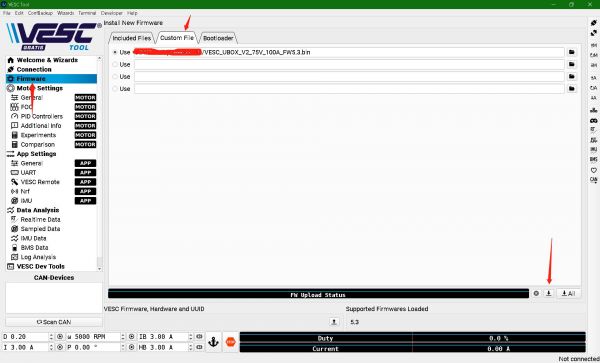 VESC Tool
File Edit ConfBackup Wizards Terminal Developer Help
VESC
GRATIS TOOL
Welcome & Wizards
Connection
Firmware
Motor Settings
General MOTOR
FOC MOTOR
PID Controllers MOTOR
Additional Info MOTOR
Experiments MOTOR
Comparison MOTOR
App Settings
General APP
UART APP
VESC Remote APP
Nrf APP
IMU APP
Data Analysis
Realtime Data
Sampled Data
IMU Data
BMS Data
Log Analysis
VESC Dev Tools
CAN-Devices
Scan CAN
Instal New Firmware
Included Files Custom File Bootloader
Use /VESC_UBOX_V2_75V_100A_FW5.3.bin
Use
Use
Use
FW Upload Status
All
VESC Firmware, Hardware and UUID
Supported Firmwares Loaded
5.3
D 0.20 ω 5000 RPM IB 3.00 A
I 3.00 A P 0.00 ° HB 3.00 A
STOP
Duty 0.0 %
Current 0.00 A
Not connected